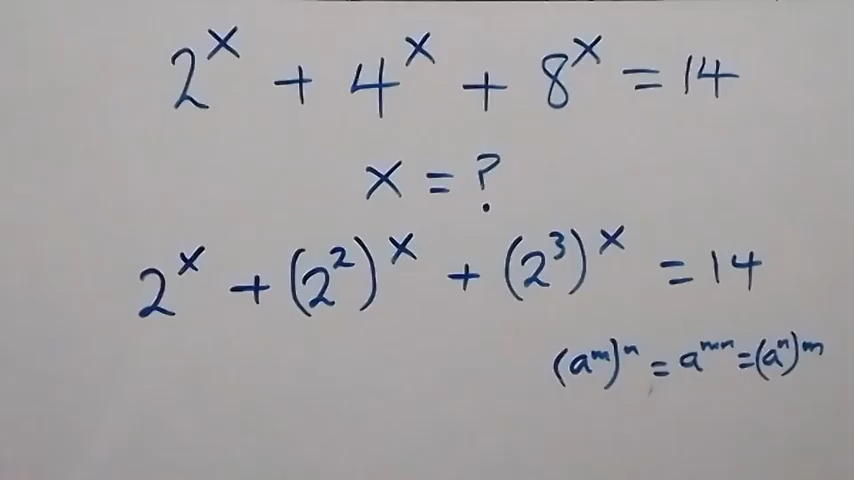 2^x + 4^x + 8^x = 14
x = ?
2^x + (2^2)^x + (2^3)^x = 14
(a^m)^n = a^mn = (a^n)^m